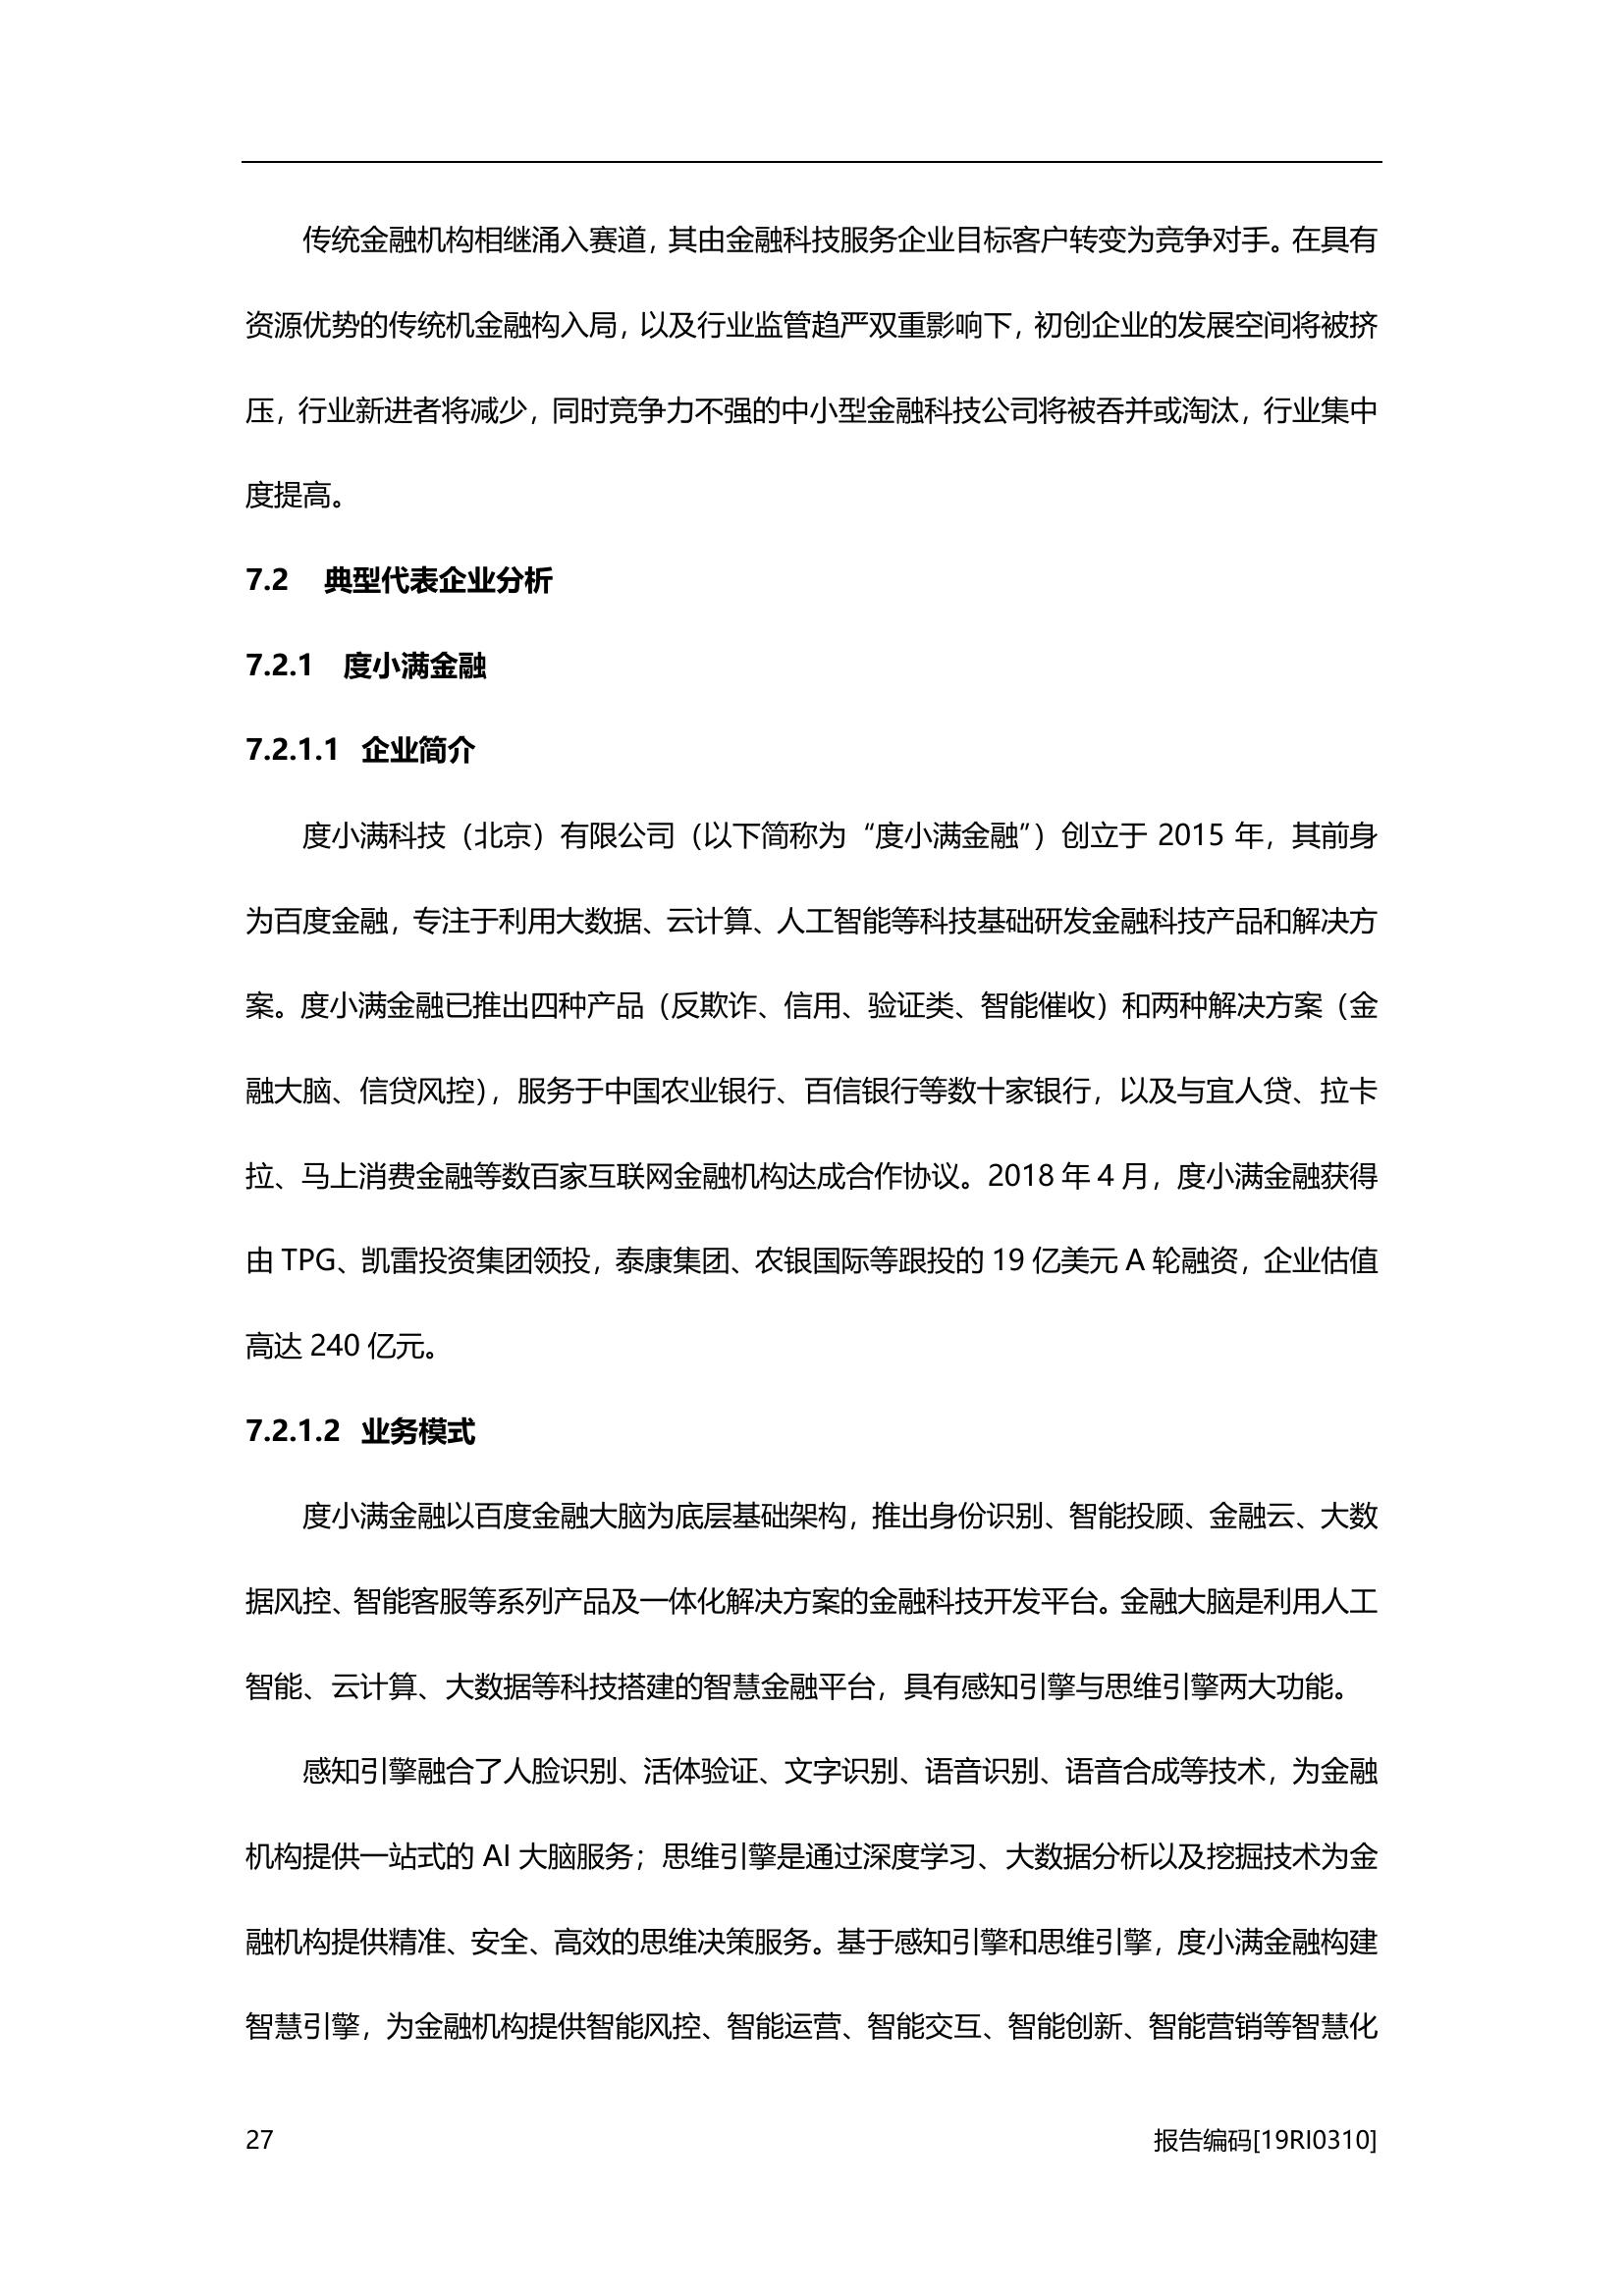 传统金融机构相继涌入赛道，其由金融科技服务企业目标客户转变为竞争对手。在具有
资源优势的传统机金融构入局，以及行业监管趋严双重影响下，初创企业的发展空间将被挤
压，行业新进者将减少，同时竞争力不强的中小型金融科技公司将被吞并或淘汰，行业集中
度提高。
7.2 典型代表企业分析
7.2.1 度小满金融
7.2.1.1 企业简介
度小满科技（北京）有限公司（以下简称为“度小满金融”）创立于 2015 年，其前身
为百度金融，专注于利用大数据、云计算、人工智能等科技基础研发金融科技产品和解决方
案。度小满金融已推出四种产品（反欺诈、信用、验证类、智能催收）和两种解决方案（金
融大脑、信贷风控），服务于中国农业银行、百信银行等数十家银行，以及与宜人贷、拉卡
拉、马上消费金融等数百家互联网金融机构达成合作协议。2018 年 4 月，度小满金融获得
由 TPG、凯雷投资集团领投，泰康集团、农银国际等跟投的 19 亿美元 A 轮融资，企业估值
高达 240 亿元。
7.2.1.2 业务模式
度小满金融以百度金融大脑为底层基础架构，推出身份识别、智能投顾、金融云、大数
据风控、智能客服等系列产品及一体化解决方案的金融科技开发平台。金融大脑是利用人工
智能、云计算、大数据等科技搭建的智慧金融平台，具有感知引擎与思维引擎两大功能。
感知引擎融合了人脸识别、活体验证、文字识别、语音识别、语音合成等技术，为金融
机构提供一站式的 AI 大脑服务；思维引擎是通过深度学习、大数据分析以及挖掘技术为金
融机构提供精准、安全、高效的思维决策服务。基于感知引擎和思维引擎，度小满金融构建
智慧引擎，为金融机构提供智能风控、智能运营、智能交互、智能创新、智能营销等智慧化
27 报告编码[19RI0310]